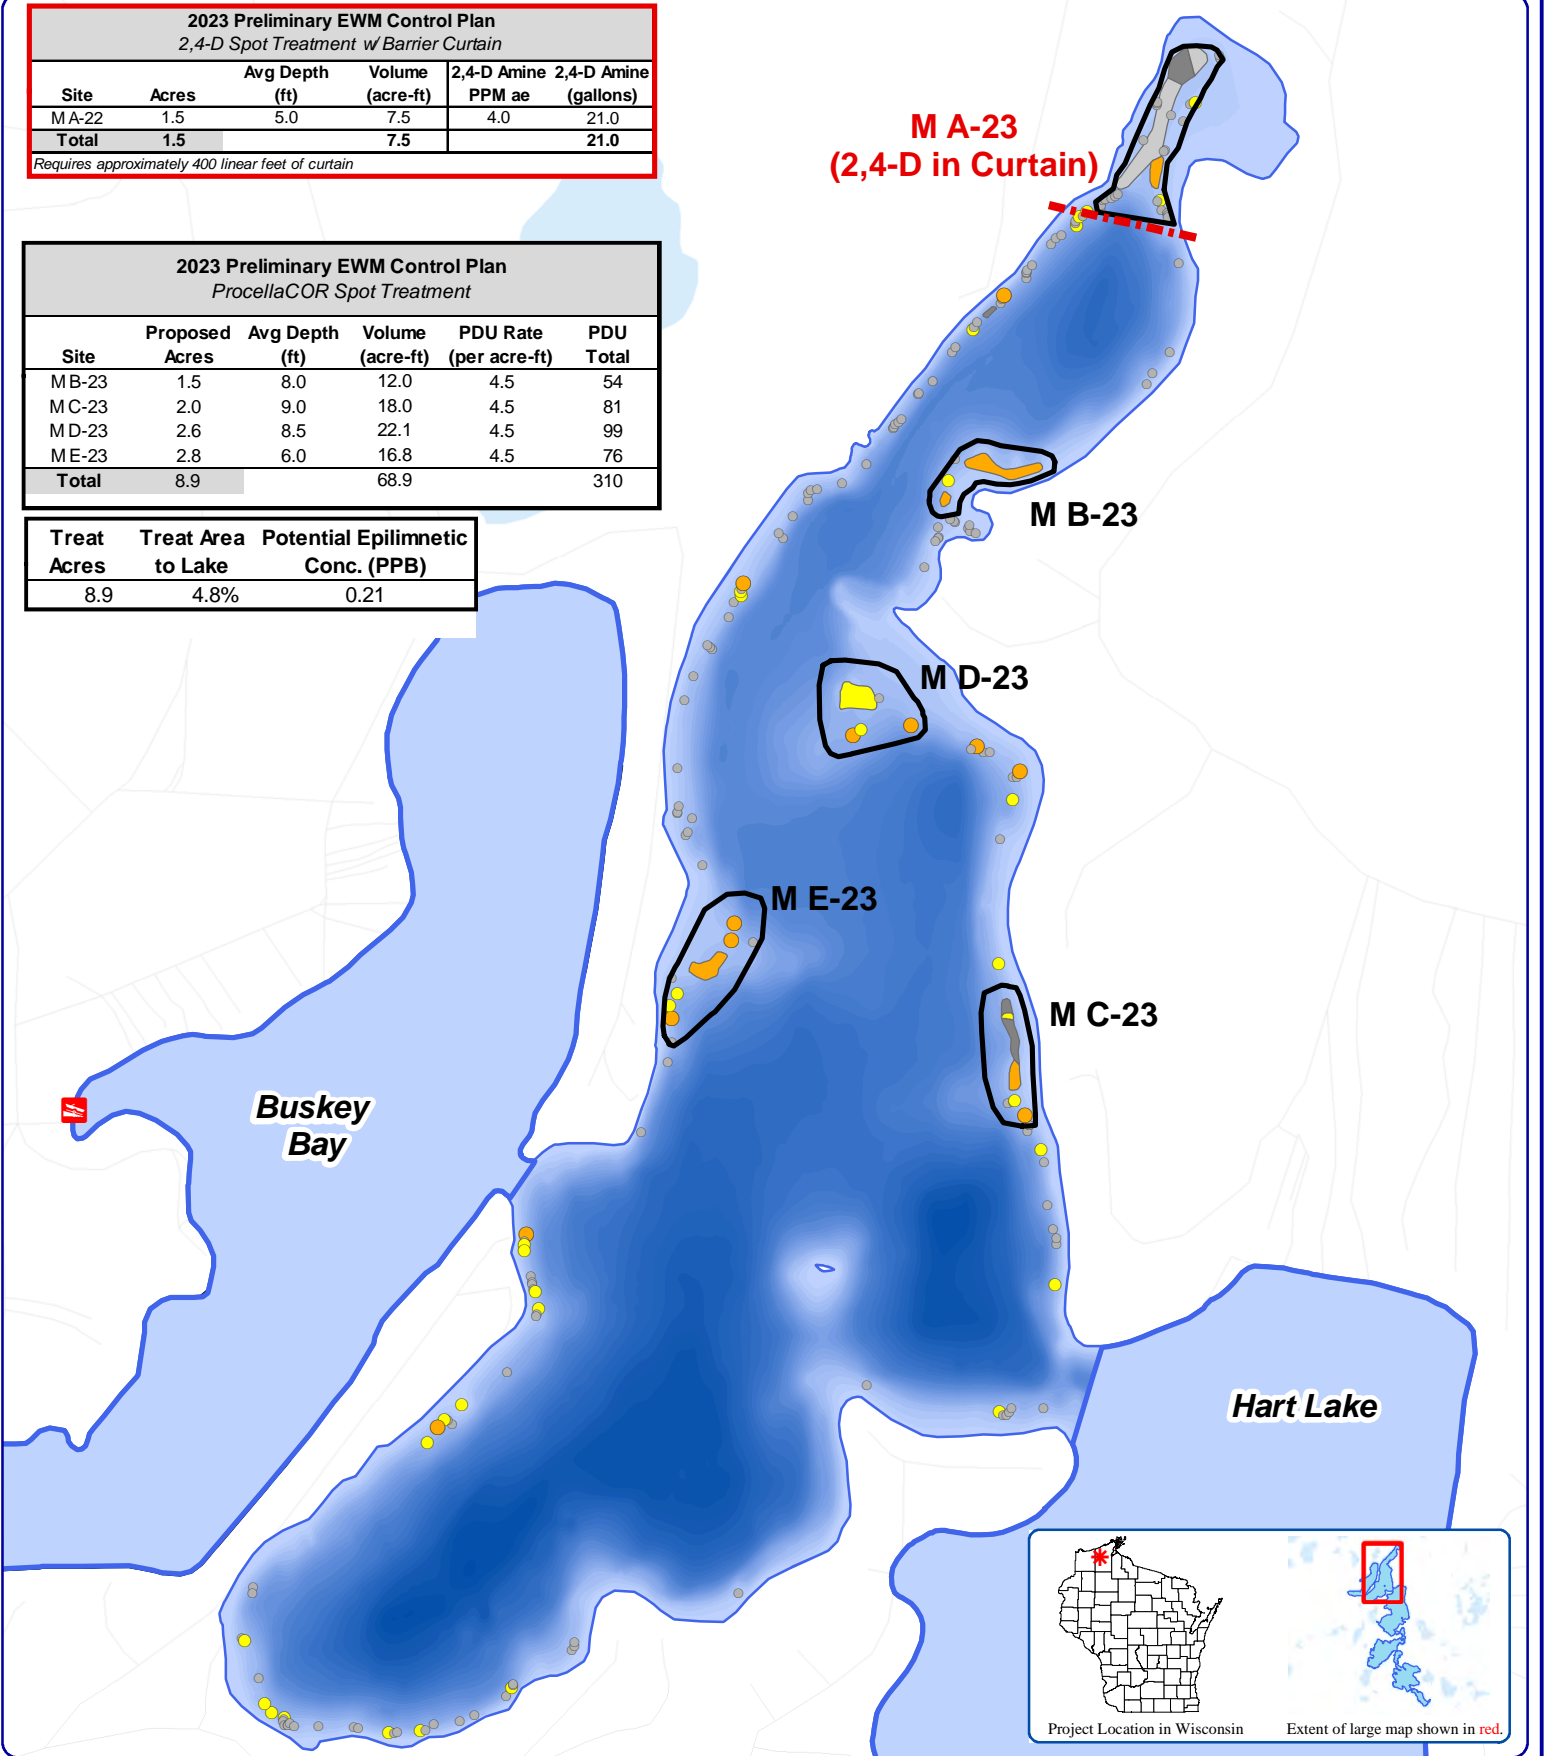 2023 Preliminary EWM Control Plan
2,4-D Spot Treatment w/ Barrier Curtain
Avg Depth Volume 2,4-D Amine 2,4-D Amine
Site Acres (ft) (acre-ft) PPM ae (gallons)
M A-22 1.5 5.0 7.5 4.0 21.0
Total 1.5 7.5 21.0
Requires approximately 400 linear feet of curtain
M A-23
(2,4-D in Curtain)
2023 Preliminary EWM Control Plan
ProcellaCOR Spot Treatment
Proposed Avg Depth Volume PDU Rate PDU
Site Acres (ft) (acre-ft) (per acre-ft) Total
M B-23 1.5 8.0 12.0 4.5 54
M C-23 2.0 9.0 18.0 4.5 81
M D-23 2.6 8.5 22.1 4.5 99
M E-23 2.8 6.0 16.8 4.5 76
Total 8.9 68.9 310
Treat Treat Area Potential Epilimnetic
Acres to Lake Conc. (PPB)
8.9 4.8% 0.21
M B-23
M D-23
M E-23
M C-23
Buskey
Bay
Hart Lake
Project Location in Wisconsin
Extent of large map shown in red.